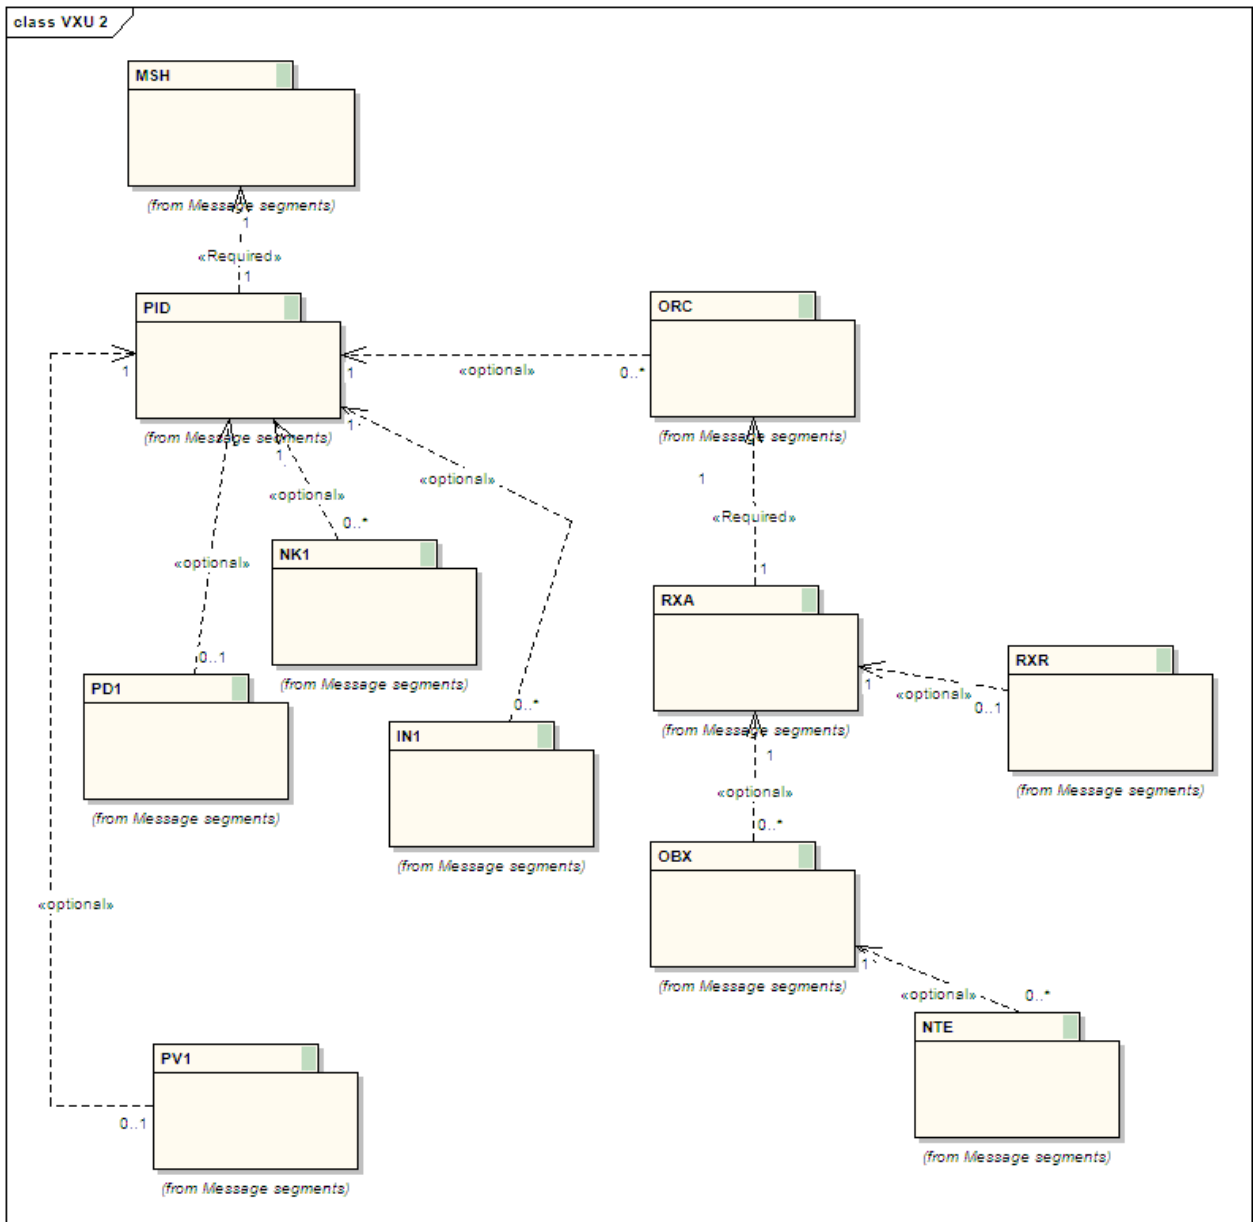 class VXU 2
MSH
(from Message segments)
1
«Required»
1
PID
ORC
1
1
«optional»
0..*
(from Message segments)
1
1
(from Message segments)
«optional»
1
«optional»
0..*
«Required»
NK1
«optional»
1
RXA
(from Message segments)
0..1
PD1
RXR
1
«optional»
0..1
0..*
IN1
(from Message segments)
1
(from Message segments)
«optional»
(from Message segments)
0..*
OBX
(from Message segments)
«optional»
1
(from Message segments)
«optional»
0..*
NTE
PV1
0..1
(from Message segments)
(from Message segments)